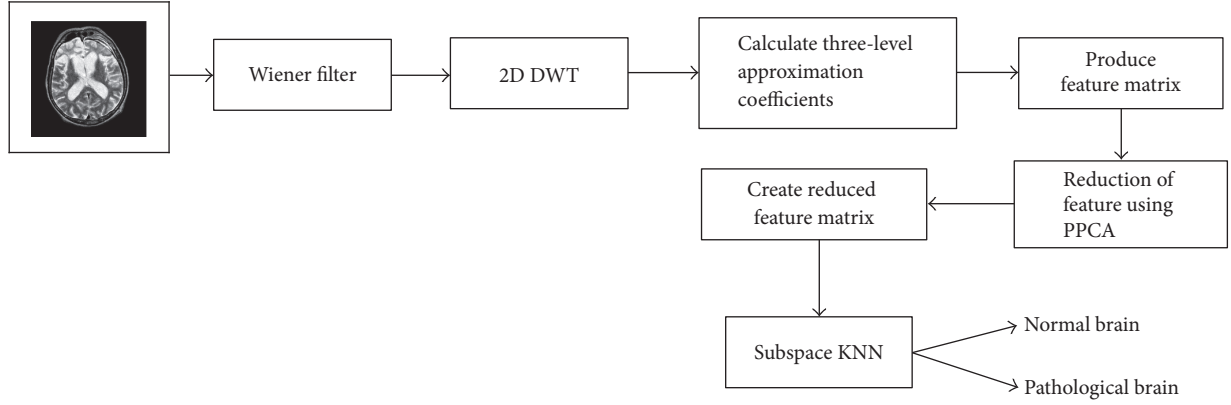 Wiener filter
2D DWT
Calculate three-level
approximation
coefficients
Produce
feature matrix
Reduction of
feature using
PPCA
Create reduced
feature matrix
Subspace KNN
Normal brain
Pathological brain